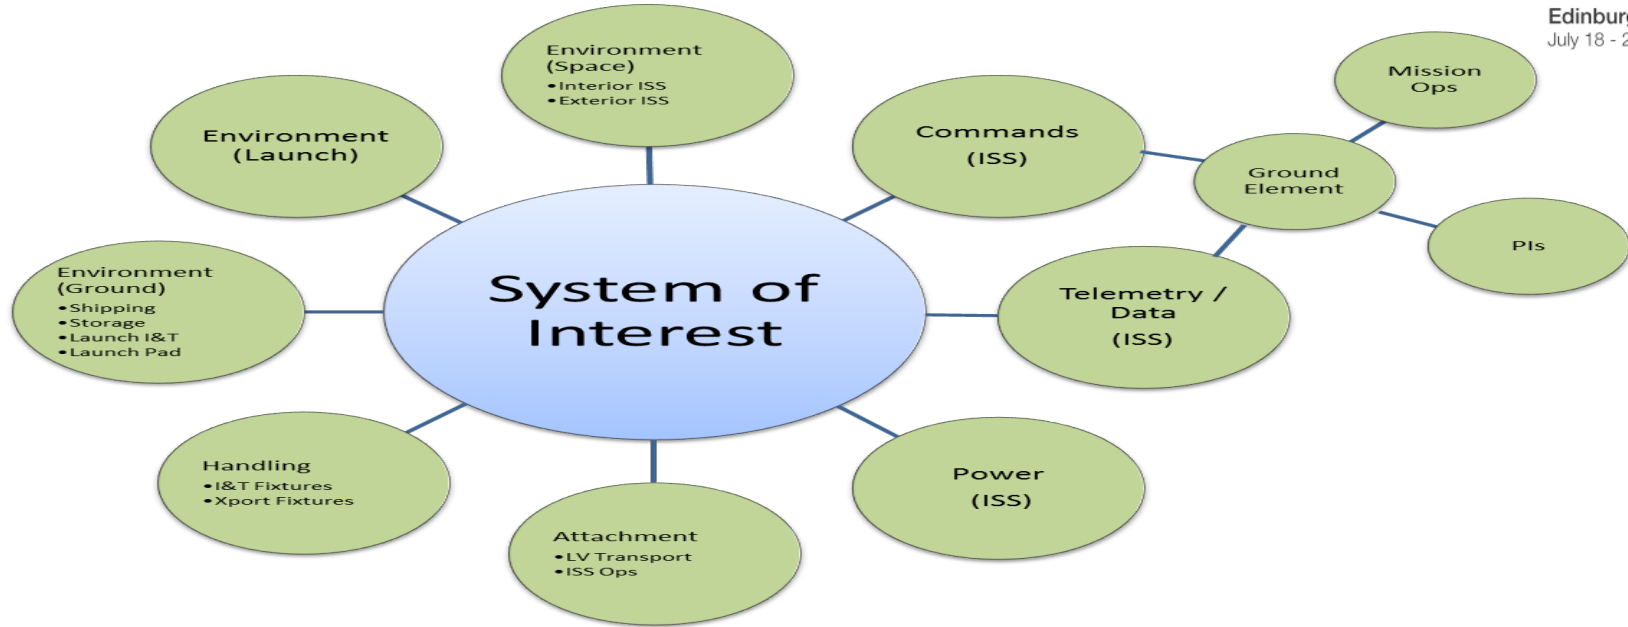 Edinburg
July 18 - 2
Environment
(Space)
•Interior ISS
•Exterior ISS
Mission
Ops
Environment
(Launch)
Commands
(ISS)
Ground
Element
PIs
Environment
(Ground)
•Shipping
•Storage
•Launch I&T
•Launch Pad
System of
Interest
Telemetry /
Data
(ISS)
Handling
•I&T Fixtures
•Xport Fixtures
Power
(ISS)
Attachment
•LV Transport
•ISS Ops